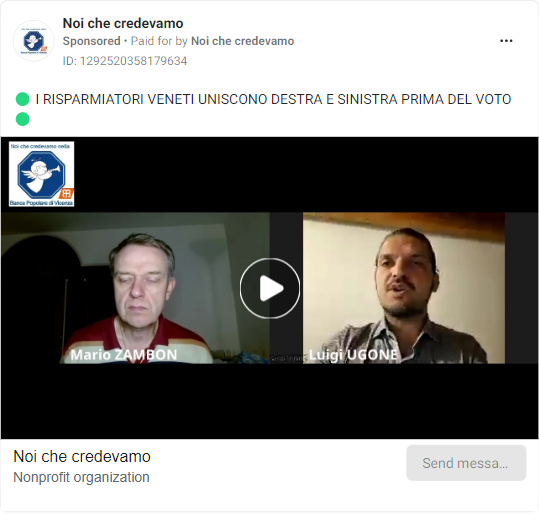 Noi che credevamo
Sponsored • Paid for by Noi che credevamo
ID: 1292520358179634
I RISPARMIATORI VENETI UNISCONO DESTRA E SINISTRA PRIMA DEL VOTO
Noi che credevamo nella
Banca Popolare di Vicenza
Mario ZAMBON
Luigi UGONE
Noi che credevamo
Nonprofit organization
Send messa...